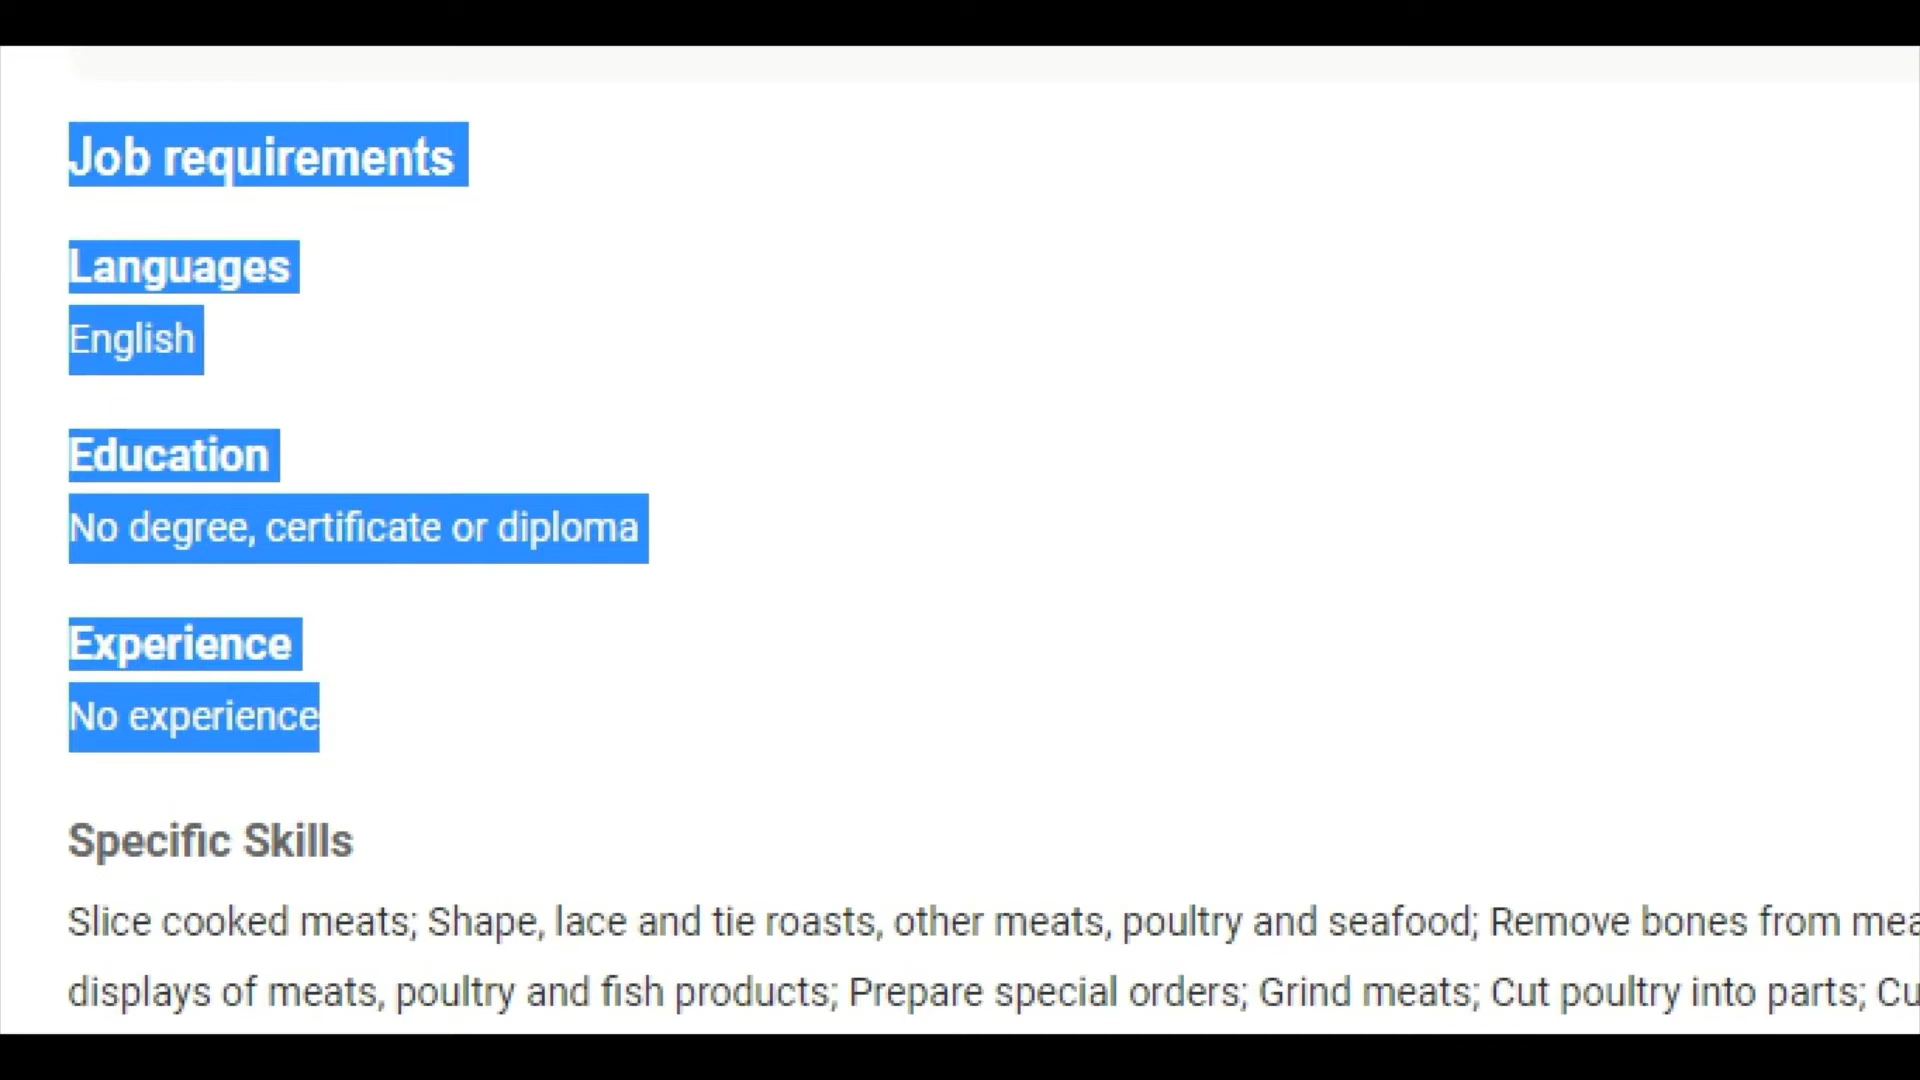 Job requirements
Languages
English
Education
No degree, certificate or diploma
Experience
No experience
Specific Skills
Slice cooked meats; Shape, lace and tie roasts, other meats, poultry and seafood; Remove bones from
displays of meats, poultry and fish products; Prepare special orders; Grind meats; Cut poultry into parts;